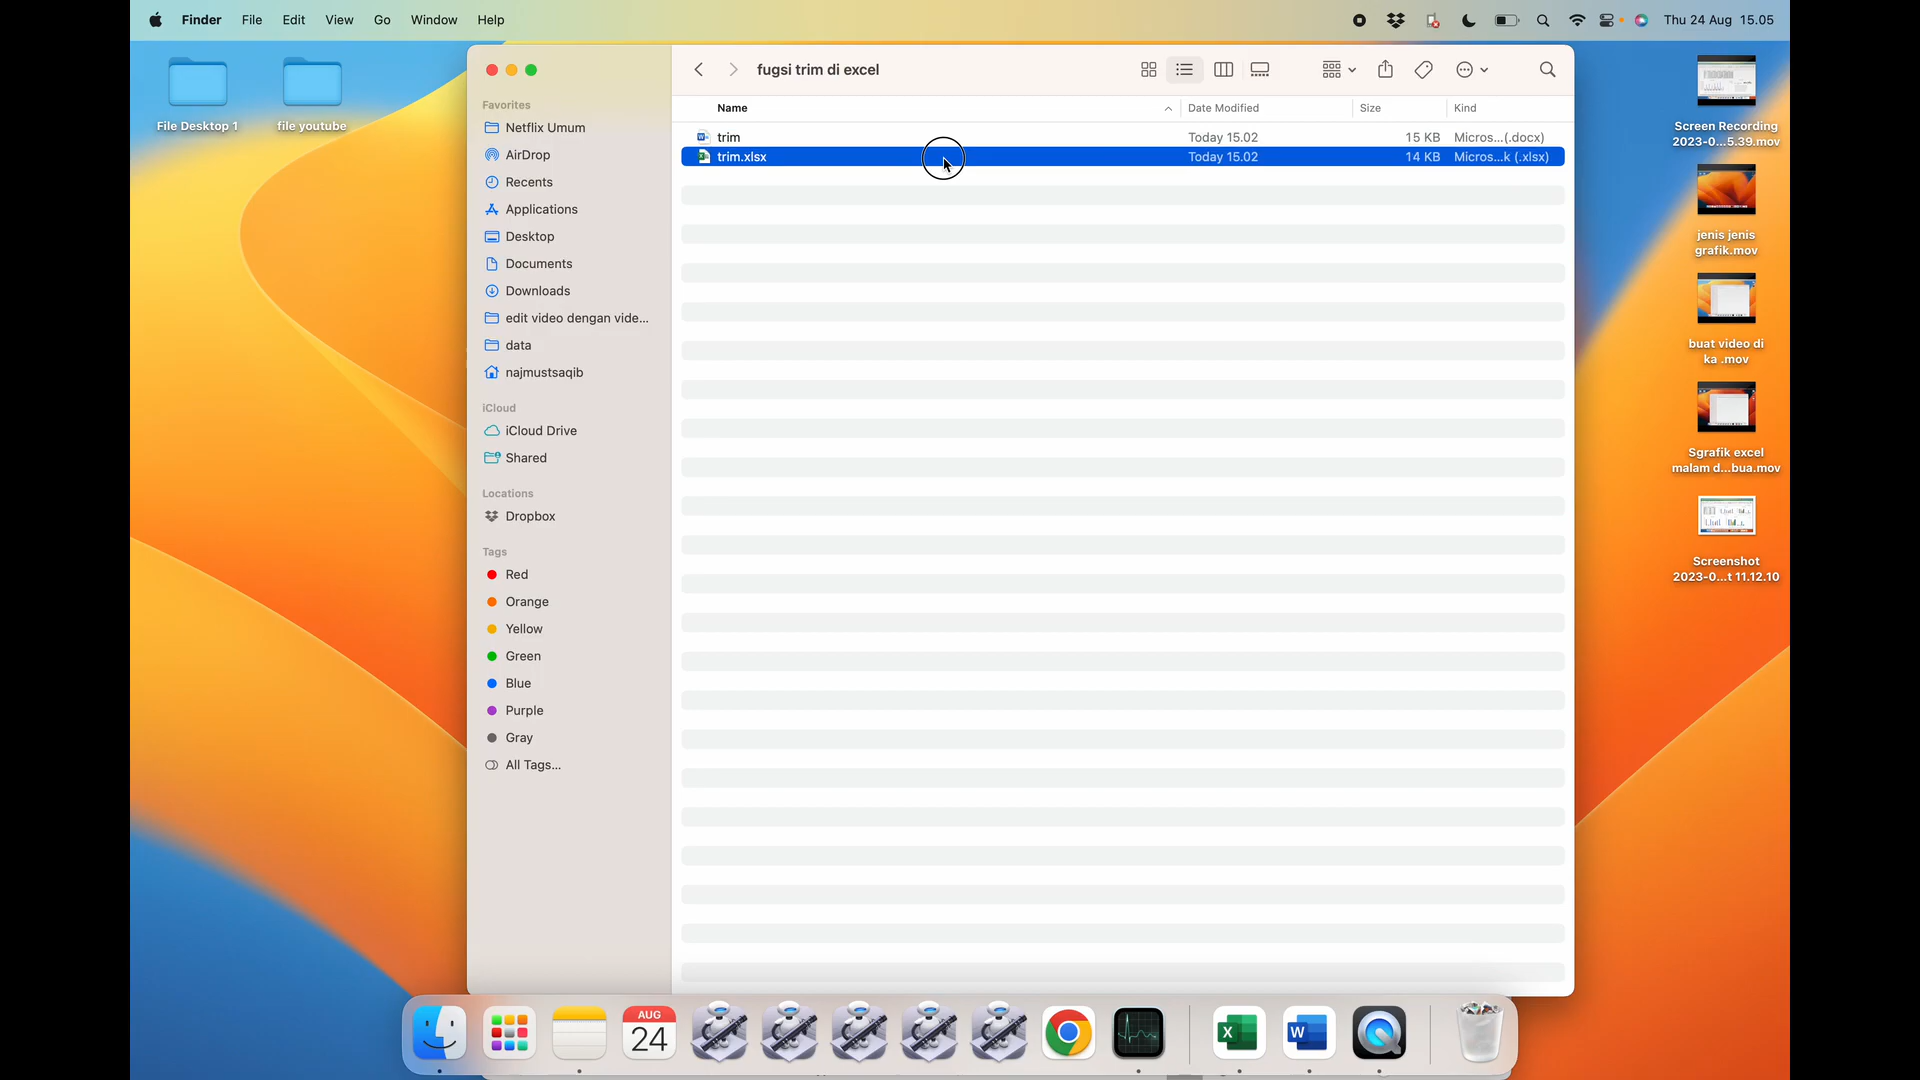 Finder File Edit View Go Window Help Thu 24 Aug 15.05
File Desktop 1
file youtube
fugsi trim di excel
Favorites
Netflix Umum
AirDrop
Recents
Applications
Desktop
Documents
Downloads
edit video dengan vide...
data
najmustsaqib
iCloud
iCloud Drive
Shared
Locations
Dropbox
Tags
Red
Orange
Yellow
Green
Blue
Purple
Gray
All Tags...
Name Date Modified Size Kind
trim Today 15.02 15 KB Micros...(.docx)
trim.xlsx Today 15.02 14 KB Micros...k (.xlsx)
Screen Recording
2023-0...5.39.mov
jenis jenis
grafik.mov
buat video di
ka .mov
Sgrafik excel
malam d...bua.mov
Screenshot
2023-0...t 11.12.10
AUG
24
X
W